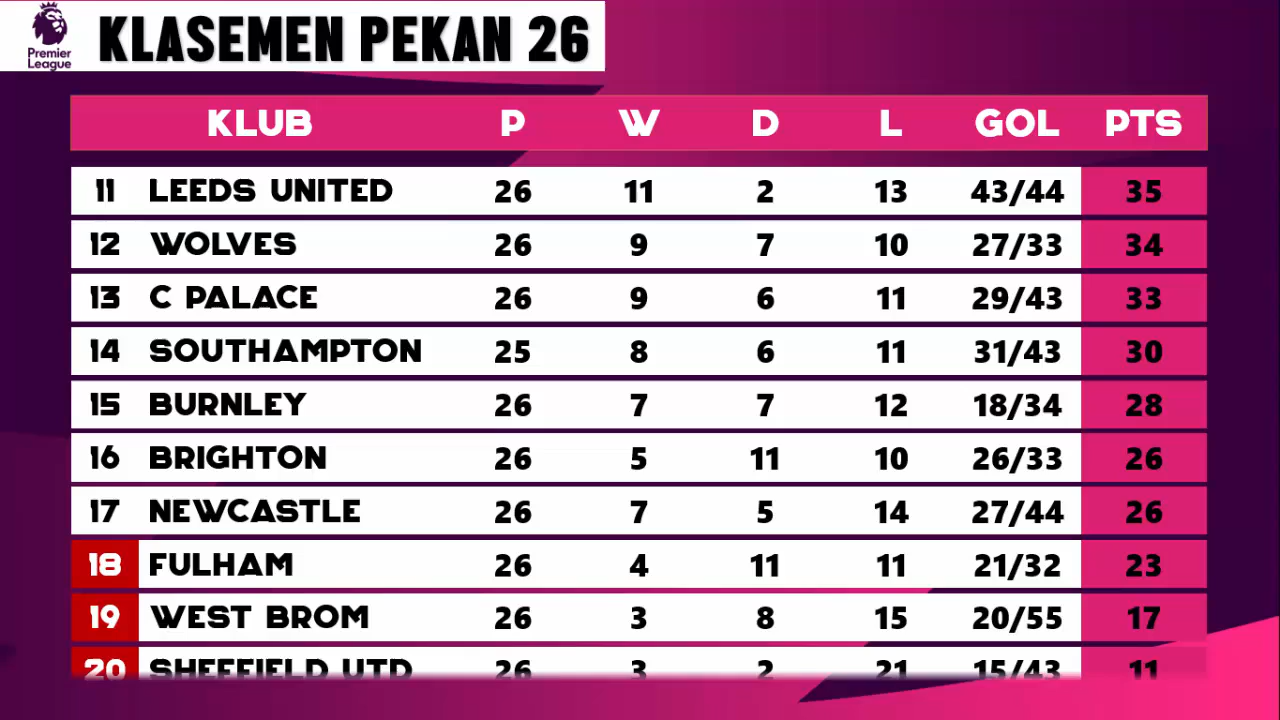 Premier
League
KLASEMEN PEKAN 26
KLUB P W D L GOL PTS
11 LEEDS UNITED 26 11 2 13 43/44 35
12 WOLVES 26 9 7 10 27/33 34
13 C PALACE 26 9 6 11 29/43 33
14 SOUTHAMPTON 25 8 6 11 31/43 30
15 BURNLEY 26 7 7 12 18/34 28
16 BRIGHTON 26 5 11 10 26/33 26
17 NEWCASTLE 26 7 5 14 27/44 26
18 FULHAM 26 4 11 11 21/32 23
19 WEST BROM 26 3 8 15 20/55 17
20 SHEFFIELD UTD 26 3 2 21 15/43 11